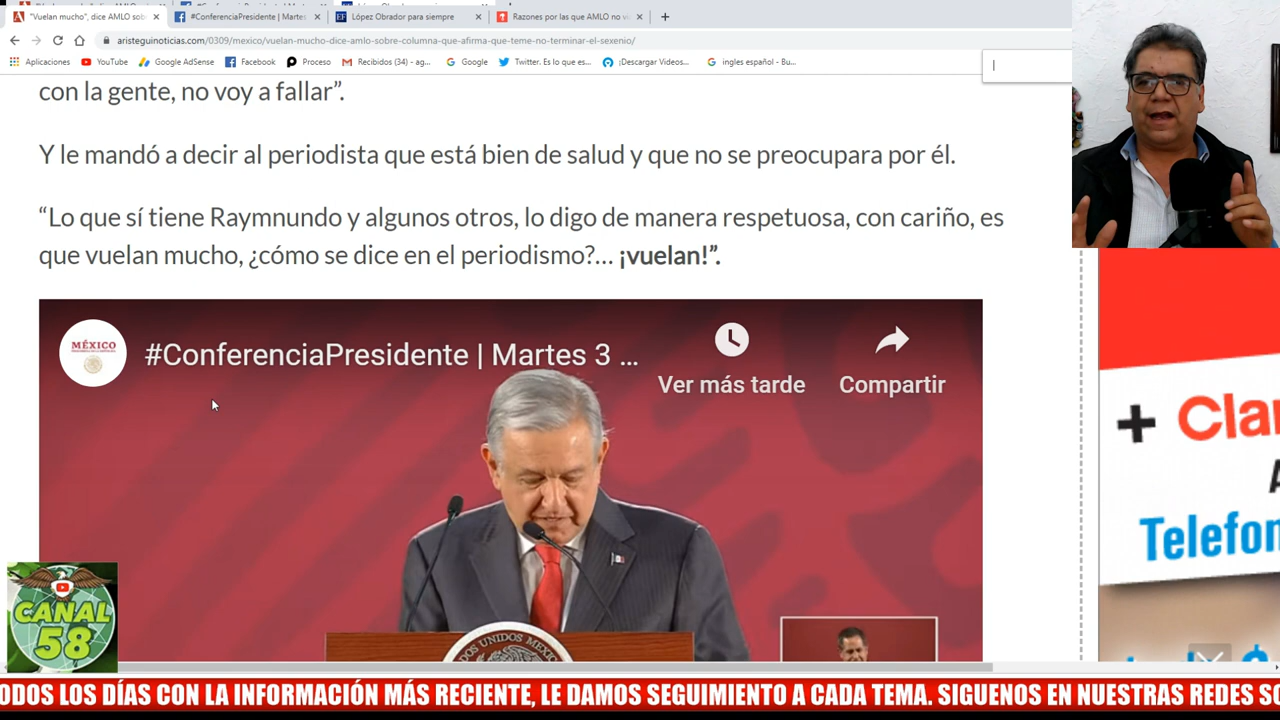 "Vuelan mucho", dice AMLO sobr
#ConferenciaPresidente | Martes
López Obrador para siempre
Razones por las que AMLO no vi
aristeguinoticias.com/0309/mexico/vuelan-mucho-dice-amlo-sobre-columna-que-afirma-que-teme-no-terminar-el-sexenio/
Aplicaciones YouTube Google AdSense Facebook Proceso Recibidos (34) - ag... Google Twitter. Es lo que es... ¡Descargar Videos... ingles español - Bu...
con la gente, no voy a fallar”.
Y le mandó a decir al periodista que está bien de salud y que no se preocupara por él.
“Lo que sí tiene Raymnundo y algunos otros, lo digo de manera respetuosa, con cariño, es
que vuelan mucho, ¿cómo se dice en el periodismo?... ¡vuelan!”.
MÉXICO
#ConferenciaPresidente | Martes 3 ...
Ver más tarde
Compartir
+ Clar
Telefon
UNIDOS MEXIC
CANAL
58
ODOS LOS DÍAS CON LA INFORMACIÓN MÁS RECIENTE, LE DAMOS SEGUIMIENTO A CADA TEMA. SIGUENOS EN NUESTRAS REDES SO